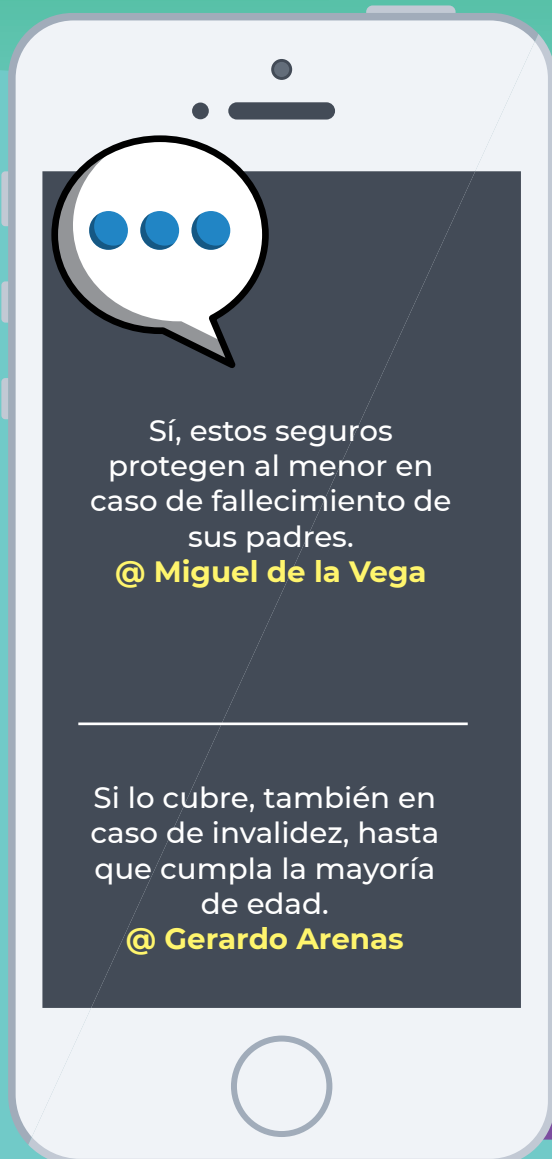 Sí, estos seguros
protegen al menor en
caso de fallecimiento de
sus padres.
@ Miguel de la Vega
Si lo cubre, también en
caso de invalidez, hasta
que cumpla la mayoría
de edad.
@ Gerardo Arenas